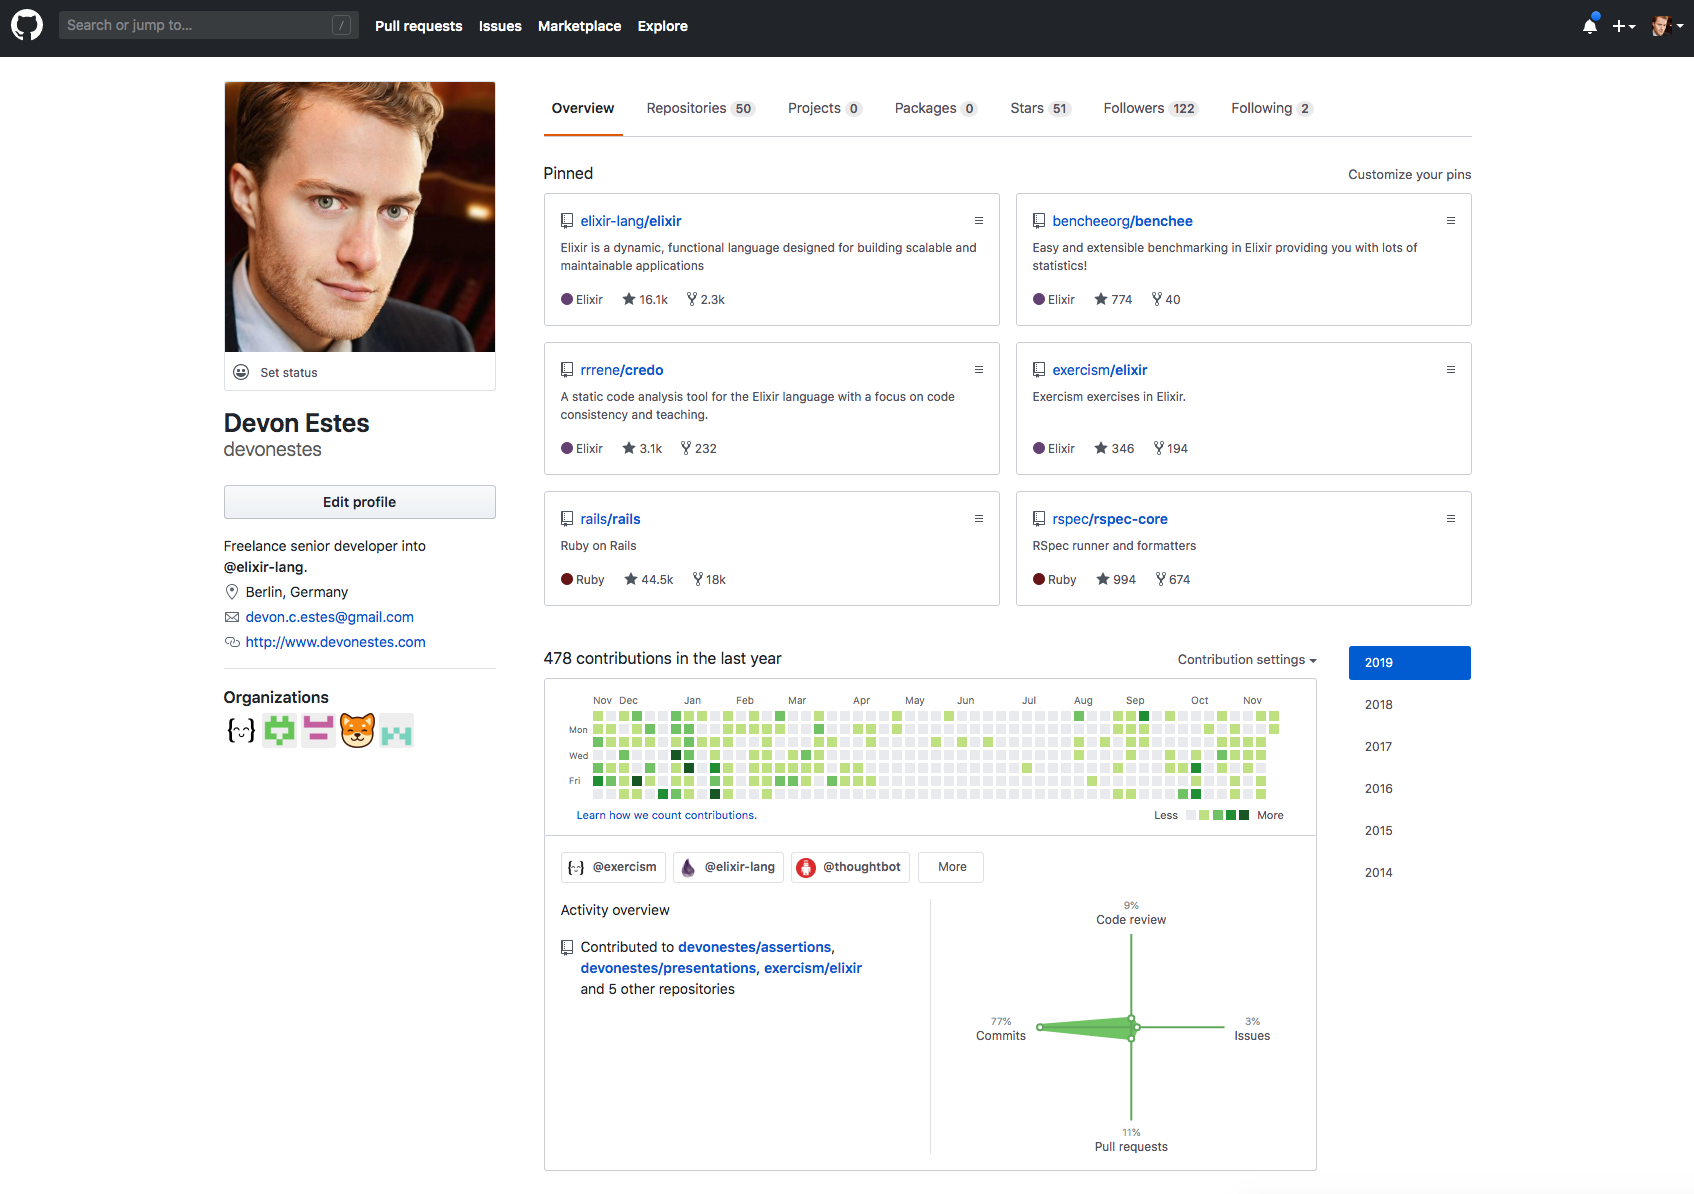 Search or jump to...
/
Pull requests Issues Marketplace Explore
Overview Repositories 50 Projects 0 Packages 0 Stars 51 Followers 122 Following 2
Set status
Devon Estes
devonestes
Edit profile
Freelance senior developer into
@elixir-lang.
Berlin, Germany
devon.c.estes@gmail.com
http://www.devonestes.com
Organizations
Pinned
Customize your pins
elixir-lang/elixir
Elixir is a dynamic, functional language designed for building scalable and
maintainable applications
Elixir 16.1k 2.3k
bencheeorg/benchee
Easy and extensible benchmarking in Elixir providing you with lots of
statistics!
Elixir 774 40
rrrene/credo
A static code analysis tool for the Elixir language with a focus on code
consistency and teaching.
Elixir 3.1k 232
exercism/elixir
Exercism exercises in Elixir.
Elixir 346 194
rails/rails
Ruby on Rails
Ruby 44.5k 18k
rspec/rspec-core
RSpec runner and formatters
Ruby 994 674
478 contributions in the last year
Contribution settings
Nov Dec Jan Feb Mar Apr May Jun Jul Aug Sep Oct Nov
Mon
Wed
Fri
Learn how we count contributions.
Less More
2019
2018
2017
2016
2015
2014
@exercism @elixir-lang @thoughtbot More
Activity overview
Contributed to devonestes/assertions,
devonestes/presentations, exercism/elixir
and 5 other repositories
9%
Code review
77%
Commits
3%
Issues
11%
Pull requests